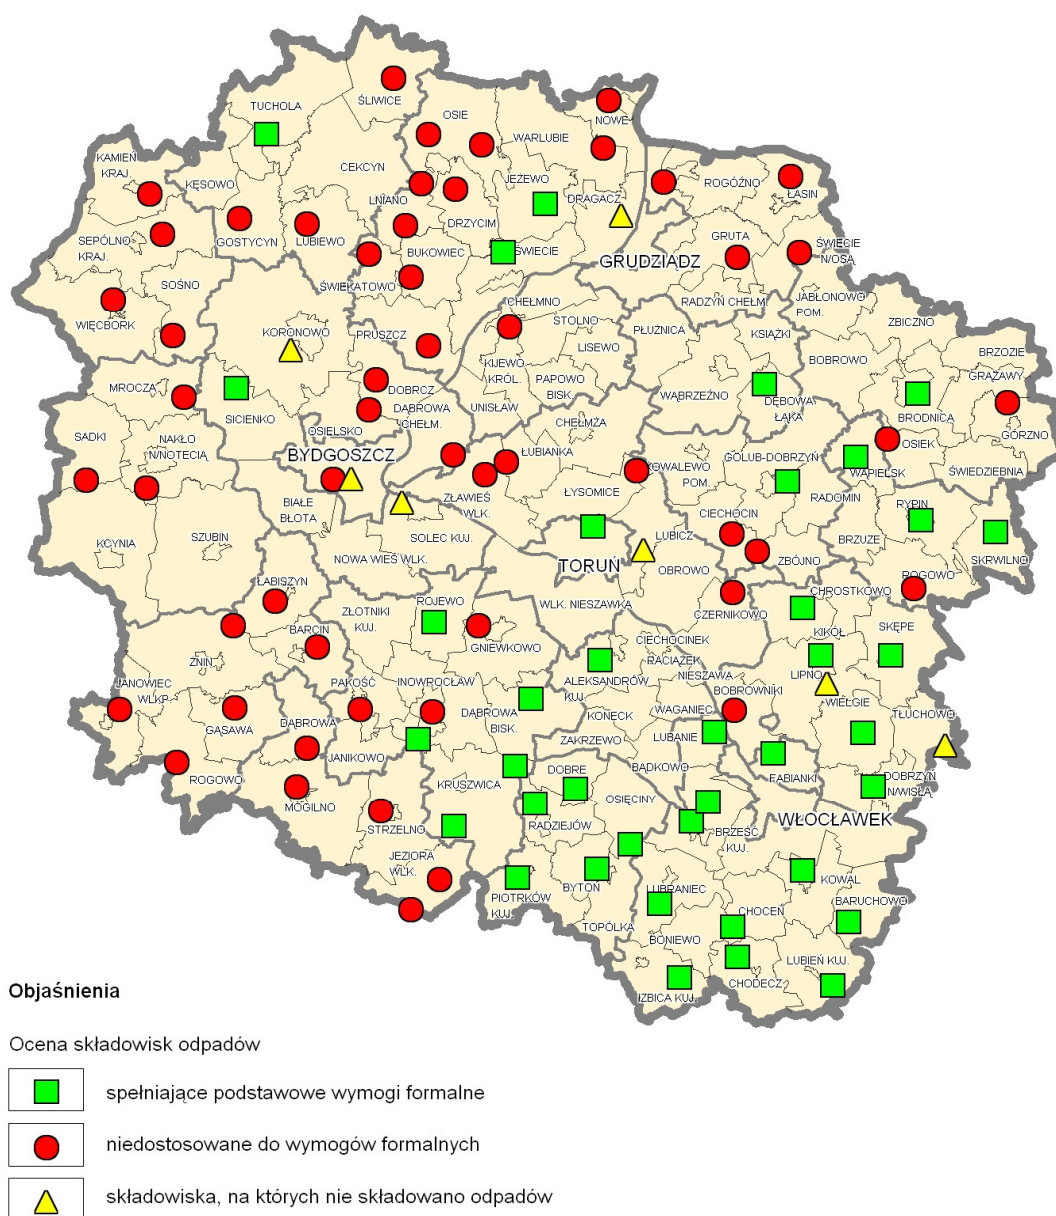 ŚLIWICE
TUCHOLA
OSIE
NOWE
WARLUBIE
KAMIEŃ
KRAJ.
CEKCYN
KĘSOWO
JEŻEWO
ROGÓŹNO
ŁASIN
LNIANO
DRAGACZ
DRZYCIM
GOSTYCYN
LUBIEWO
SEPÓLNO
KRAJ.
BUKOWIEC
ŚWIECIE
GRUTA
ŚWIECIE
N/OSĄ
GRUDZIĄDZ
SOŚNO
ŚWIEKATOWO
RADZYŃ CHEŁM.
JABŁONOWO
POM.
CHEŁMNO
WIĘCBORK
STOLNO
ZBICZNO
KORONOWO
PRUSZCZ
PŁUŻNICA
KSIĄŻKI
LISEWO
BOBROWO
BRZOZIE
KIJEWO
KRÓL.
GRAŻAWY
MROCZA
DOBRCZ
PAPOWO
BISK.
WĄBRZEŹNO
DĘBOWA
ŁĄKA
SICIENKO
DĄBROWA
CHEŁM.
UNISŁAW
BRODNICA
CHEŁMŻA
OSIELSKO
GÓRZNO
SADKI
NAKŁO
N/NOTECIĄ
OSIEK
BYDGOSZCZ
ŁUBIANKA
GOLUB-DOBRZYŃ
KOWALEWO
POM.
WĄPIELSK
ŚWIEDZIEBNIA
ŁYSOMICE
BIAŁE
BŁOTA
ZŁAWIEŚ
WLK.
RADOMIN
RYPIN
CIECHOCIN
KCYNIA
SZUBIN
SOLEC KUJ.
LUBICZ
BRZUZE
NOWA WIEŚ WLK.
TORUŃ
OBROWO
ZBÓJNO
SKRWILNO
ROGOWO
ŁABISZYN
CHROSTKOWO
ZŁOTNIKI
KUJ.
ROJEWO
WLK. NIESZAWKA
CZERNIKOWO
BARCIN
SKĘPE
GNIEWKOWO
CIECHOCINEK
KIKÓŁ
ŻNIN
RACIĄŻEK
JANOWIEC
WLKP.
PAKOŚĆ
INOWROCŁAW
ALEKSANDRÓW
KUJ.
NIESZAWA
LIPNO
BOBROWNIKI
WAGANIEC
WIELGIE
GĄSAWA
DĄBROWA
DĄBROWA
BISK.
KONECK
TŁUCHOWO
ZAKRZEWO
LUBANIE
JANIKOWO
BĄDKOWO
ROGOWO
DOBRE
FABIANKI
DOBRZYŃ
N/WISŁĄ
KRUSZWICA
MOGILNO
OSIĘCINY
WŁOCŁAWEK
STRZELNO
RADZIEJÓW
BRZEŚĆ
KUJ.
JEZIORA
WLK.
KOWAL
BYTOŃ
LUBRANIEC
PIOTRKÓW
KUJ.
BARUCHOWO
CHOCEŃ
TOPÓLKA
BONIEWO
LUBIEŃ KUJ.
CHODECZ
IZBICA KUJ.
Objaśnienia
Ocena składowisk odpadów
spełniające podstawowe wymogi formalne
niedostosowane do wymogów formalnych
składowiska, na których nie składowano odpadów